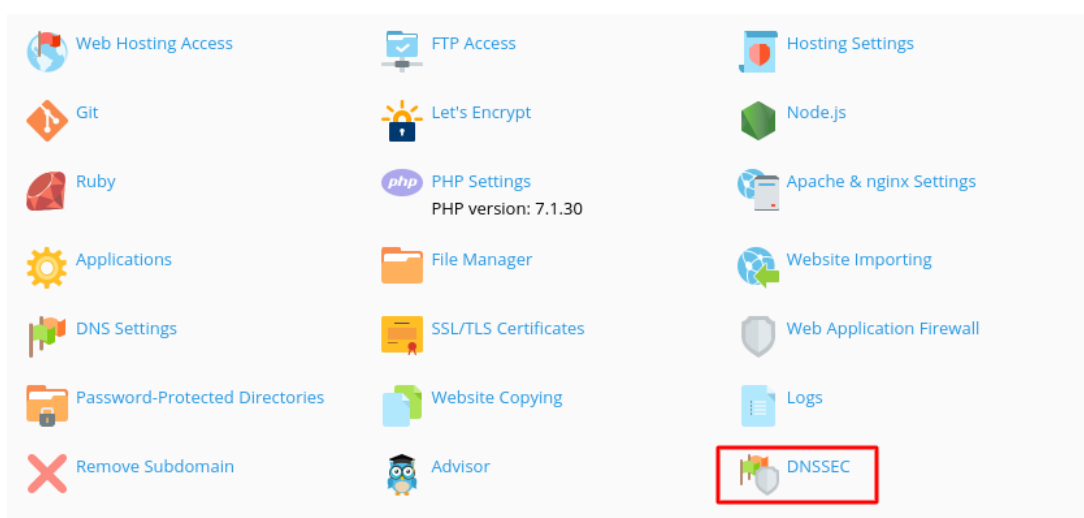 Web Hosting Access
FTP Access
Hosting Settings
Git
Let's Encrypt
Node.js
Ruby
php
PHP Settings
PHP version: 7.1.30
Apache & nginx Settings
Applications
File Manager
Website Importing
DNS Settings
SSL/TLS Certificates
Web Application Firewall
Password-Protected Directories
Website Copying
Logs
Remove Subdomain
Advisor
DNSSEC